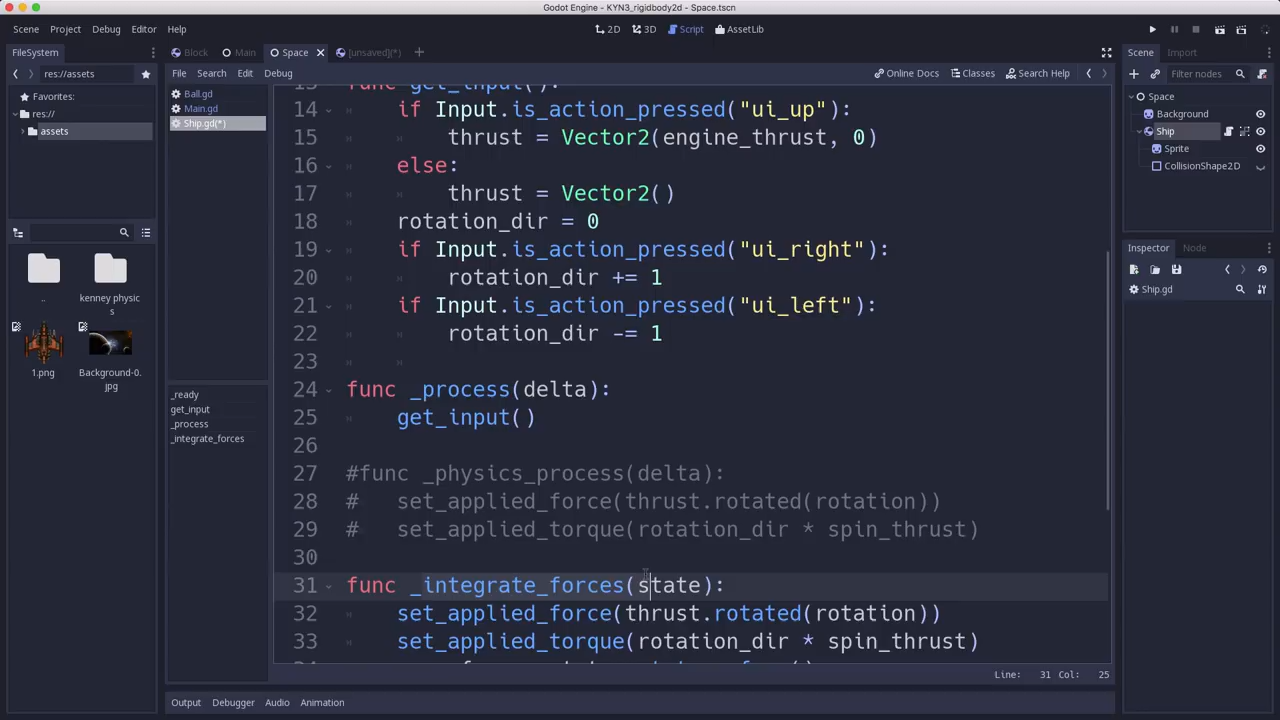 Godot Engine - KYN3_rigidbody2d - Space.tscn
Scene Project Debug Editor Help
2D 3D Script AssetLib
FileSystem
Block Main Space [unsaved](*)
Scene Import
res://assets
File Search Edit Debug
Online Docs Classes Search Help
Filter nodes
Favorites:
res://
assets
Ball.gd
Main.gd
Ship.gd(*)
Space
Background
Ship
Sprite
CollisionShape2D
13 func get_input():
14 if Input.is_action_pressed("ui_up"):
15 thrust = Vector2(engine_thrust, 0)
16 else:
17 thrust = Vector2()
18 rotation_dir = 0
19 if Input.is_action_pressed("ui_right"):
20 rotation_dir += 1
21 if Input.is_action_pressed("ui_left"):
22 rotation_dir -= 1
23
24 func _process(delta):
25 get_input()
26
27 #func _physics_process(delta):
28 # set_applied_force(thrust.rotated(rotation))
29 # set_applied_torque(rotation_dir * spin_thrust)
30
31 func _integrate_forces(state):
32 set_applied_force(thrust.rotated(rotation))
33 set_applied_torque(rotation_dir * spin_thrust)
..
kenney physic
s
1.png
Background-0.
jpg
_ready
get_input
_process
_integrate_forces
Inspector Node
Ship.gd
Line: 31 Col: 25
Output Debugger Audio Animation